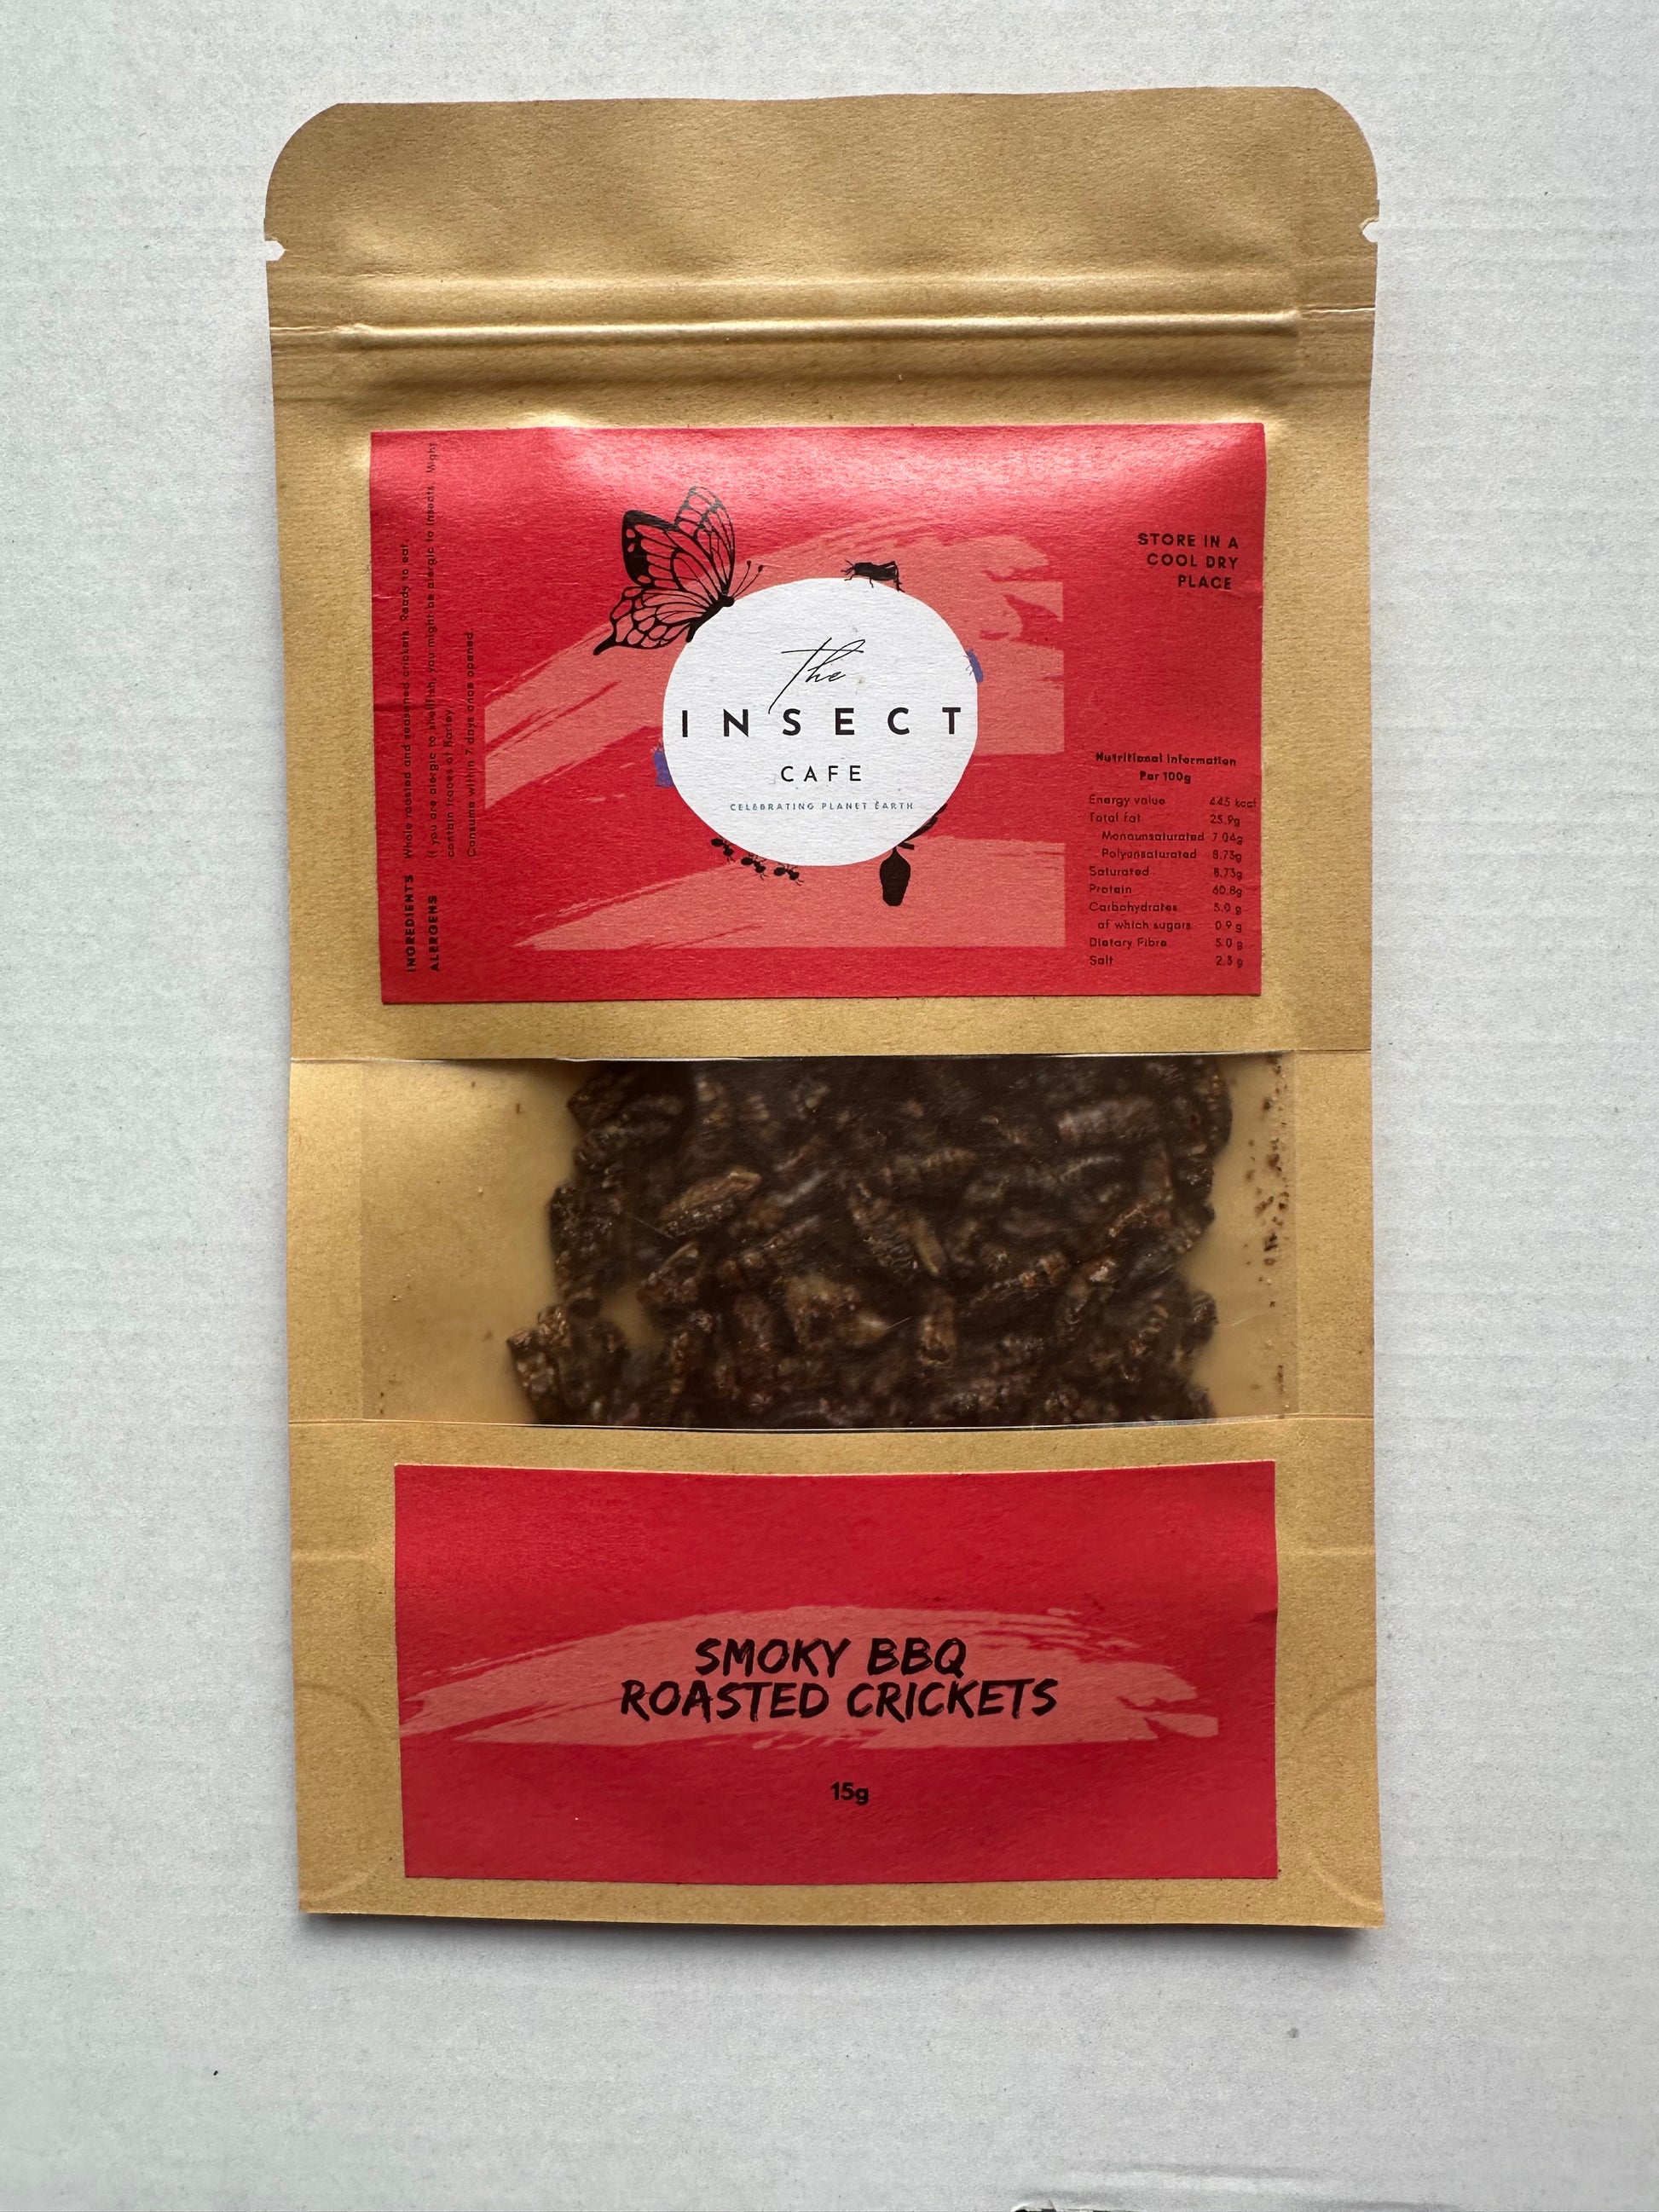 INGREDIENTS Whole roasted and seasoned crickets. Ready to eat.
ALERGENS If you are alergic to shellfish, you might be alergic to insects. Might
contain traces of Barley.
Consume within 7 days once opened.
the
INSECT
CAFE
CELEBRATING PLANET EARTH
STORE IN A
COOL DRY
PLACE
Nutritional Information
Per 100g
Energy value 445 kcal
Total fat 25.9g
Monounsaturated 7.04g
Polyunsaturated 8.73g
Saturated 8.73g
Protein 60.8g
Carbohydrates 5.0 g
of which sugars 0.9 g
Dietary Fibre 5.0 g
Salt 2.3 g
SMOKY BBQ
ROASTED CRICKETS
15g